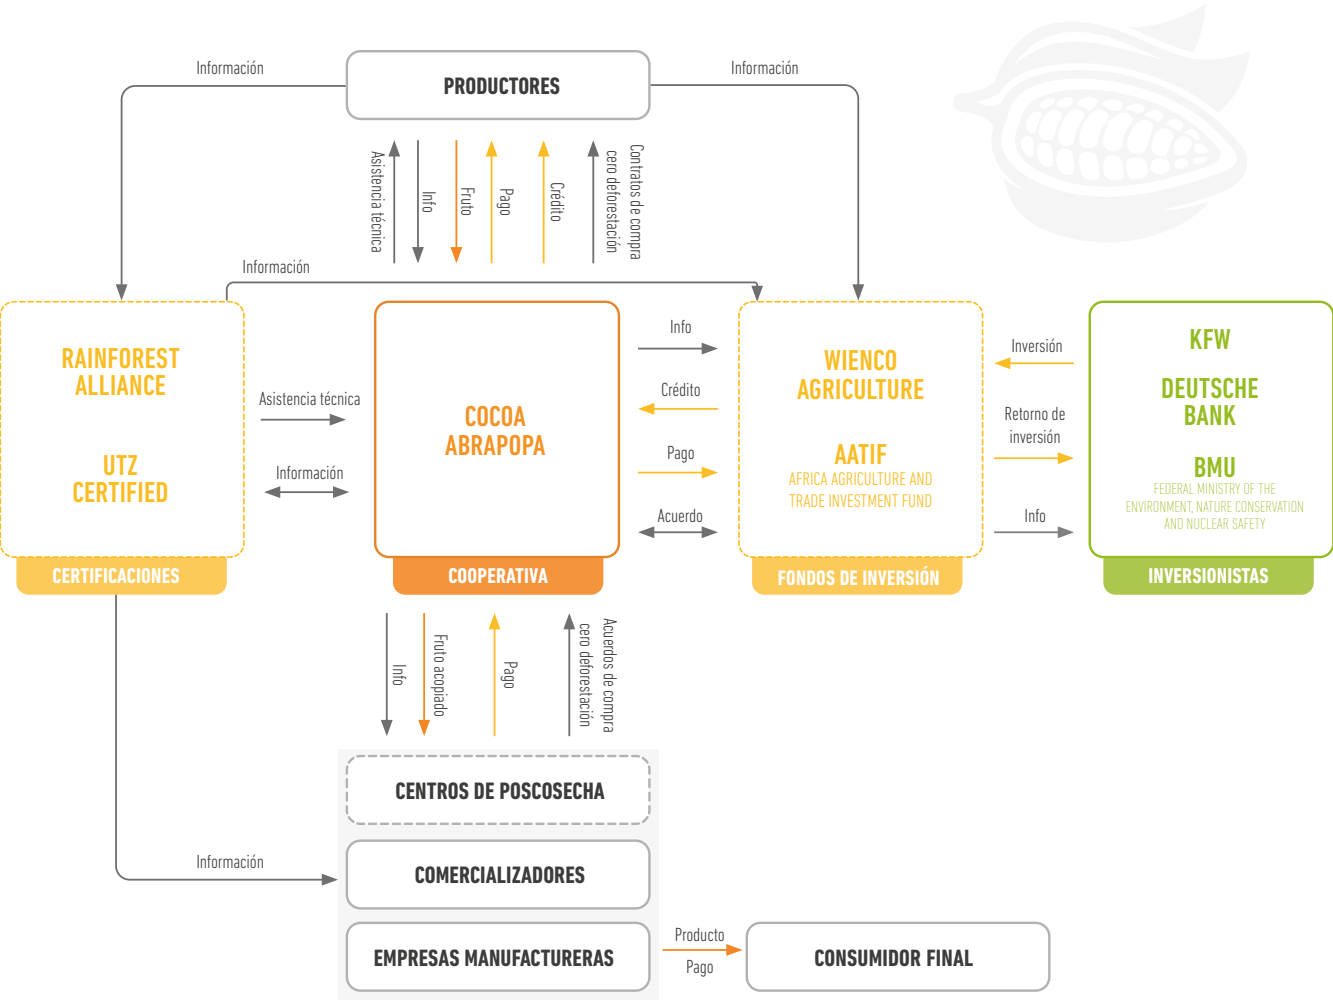 Información
PRODUCTORES
Información
Asistencia técnica
Info
Fruto
Pago
Crédito
Contratos de compra
cero deforestación
Información
RAINFOREST
ALLIANCE
UTZ
CERTIFIED
CERTIFICACIONES
Asistencia técnica
Información
COCOA
ABRAPOPA
COOPERATIVA
Info
Crédito
Pago
Acuerdo
WIENCO
AGRICULTURE
AATIF
AFRICA AGRICULTURE AND
TRADE INVESTMENT FUND
FONDOS DE INVERSIÓN
Inversión
Retorno de
inversión
Info
KFW
DEUTSCHE
BANK
BMU
FEDERAL MINISTRY OF THE
ENVIRONMENT, NATURE CONSERVATION
AND NUCLEAR SAFETY
INVERSIONISTAS
Info
Fruto acopiado
Pago
Acuerdos de compra
cero deforestación
CENTROS DE POSCOSECHA
COMERCIALIZADORES
Información
EMPRESAS MANUFACTURERAS
Producto
Pago
CONSUMIDOR FINAL